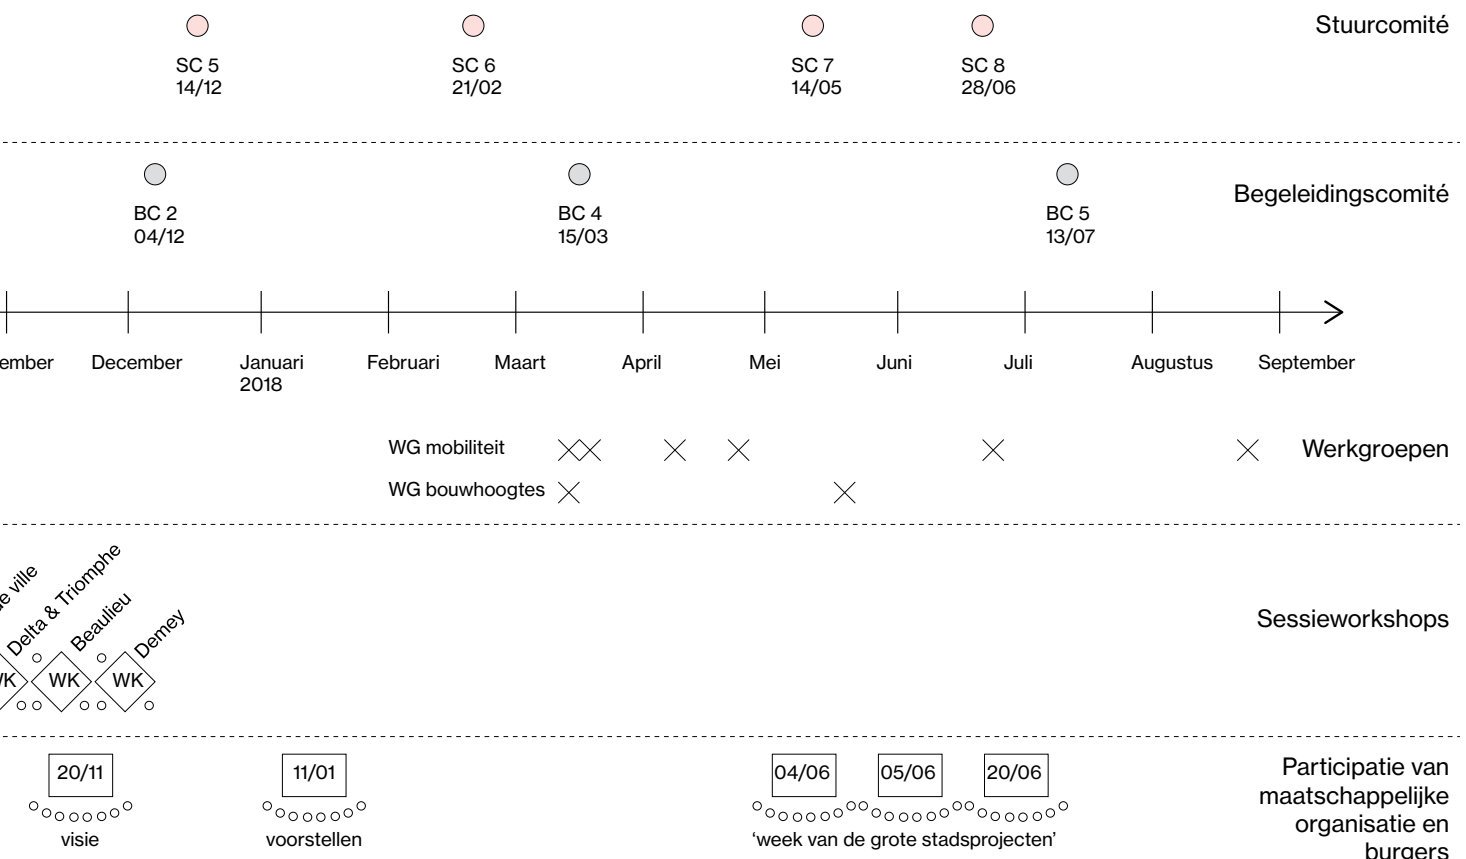 Stuurcomité
SC 5
14/12
SC 6
21/02
SC 7
14/05
SC 8
28/06
Begeleidingscomité
BC 2
04/12
BC 4
15/03
BC 5
13/07
ember
December
Januari
2018
Februari
Maart
April
Mei
Juni
Juli
Augustus
September
WG mobiliteit
Werkgroepen
WG bouwhoogtes
ville
Delta & Triomphe
Beaulieu
Demey
Sessieworkshops
WK
WK
20/11
visie
11/01
voorstellen
04/06
05/06
20/06
‘week van de grote stadsprojecten’
Participatie van
maatschappelijke
organisatie en
burgers